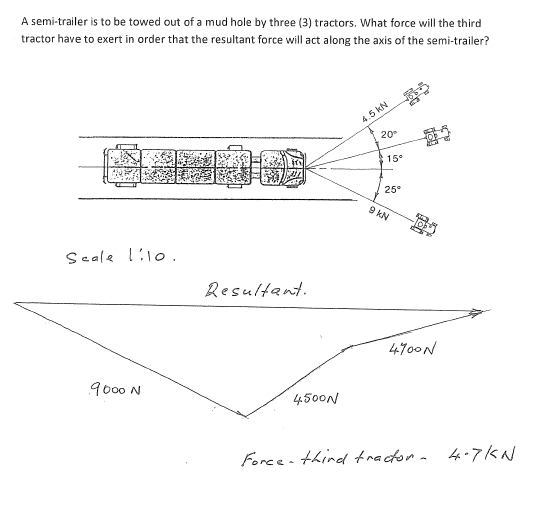 A semi-trailer is to be towed out of a mud hole by three (3) tractors. What force will the third
tractor have to exert in order that the resultant force will act along the axis of the semi-trailer?
4.5 kN
20°
15°
25°
9 kN
Scale 1:10.
Resultant.
4700N
9000 N
4500N
Force - third tractor - 4.7kN